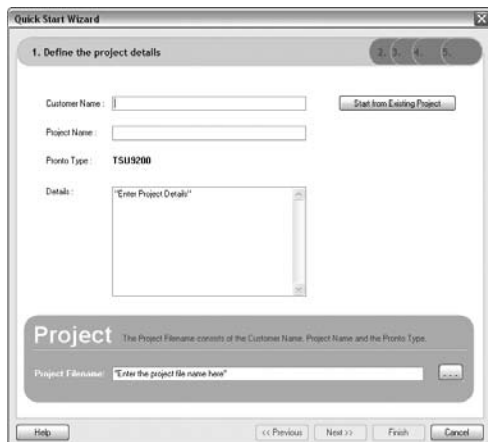 Quick Start Wizard
1. Define the project details
2. 3. 4. 5.
Customer Name :
Start from Existing Project
Project Name :
Pronto Type : TSU9200
Details :
"Enter Project Details"
Project The Project Filename consists of the Customer Name, Project Name and the Pronto Type.
Project Filename: "Enter the project file name here" ...
Help << Previous Next >> Finish Cancel